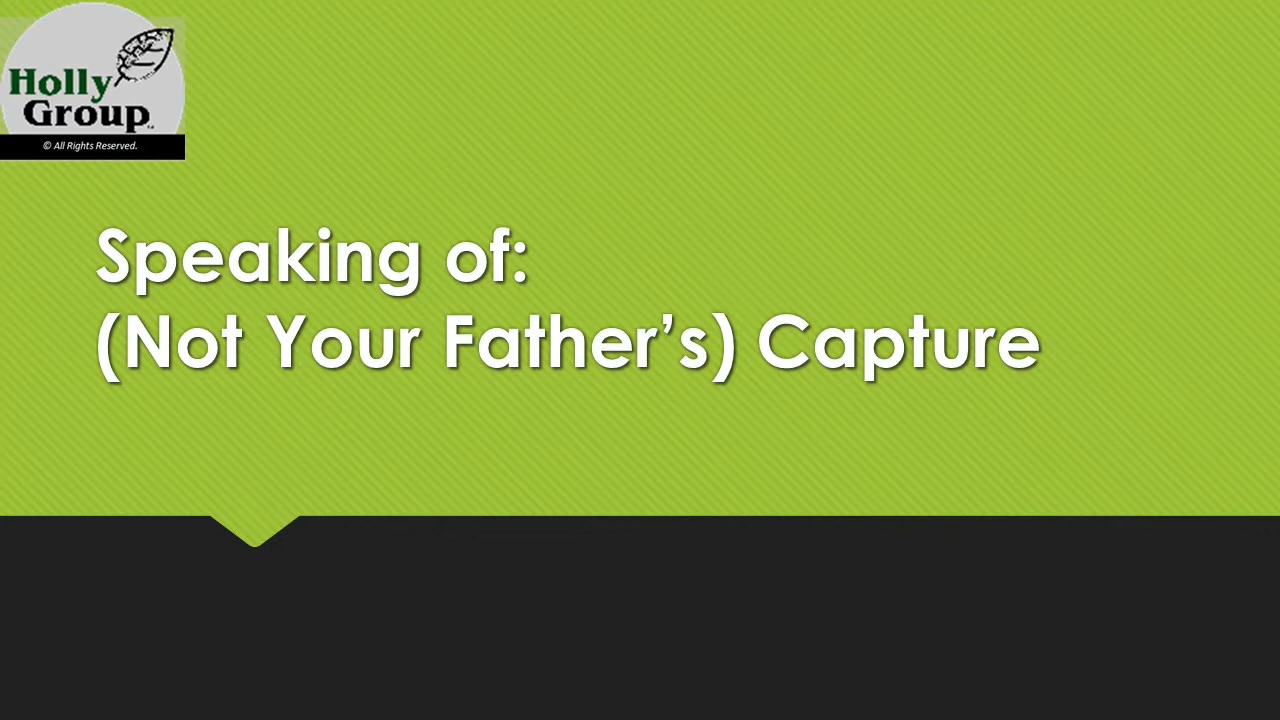 Holly
Group
© All Rights Reserved.
Speaking of:
(Not Your Father’s) Capture